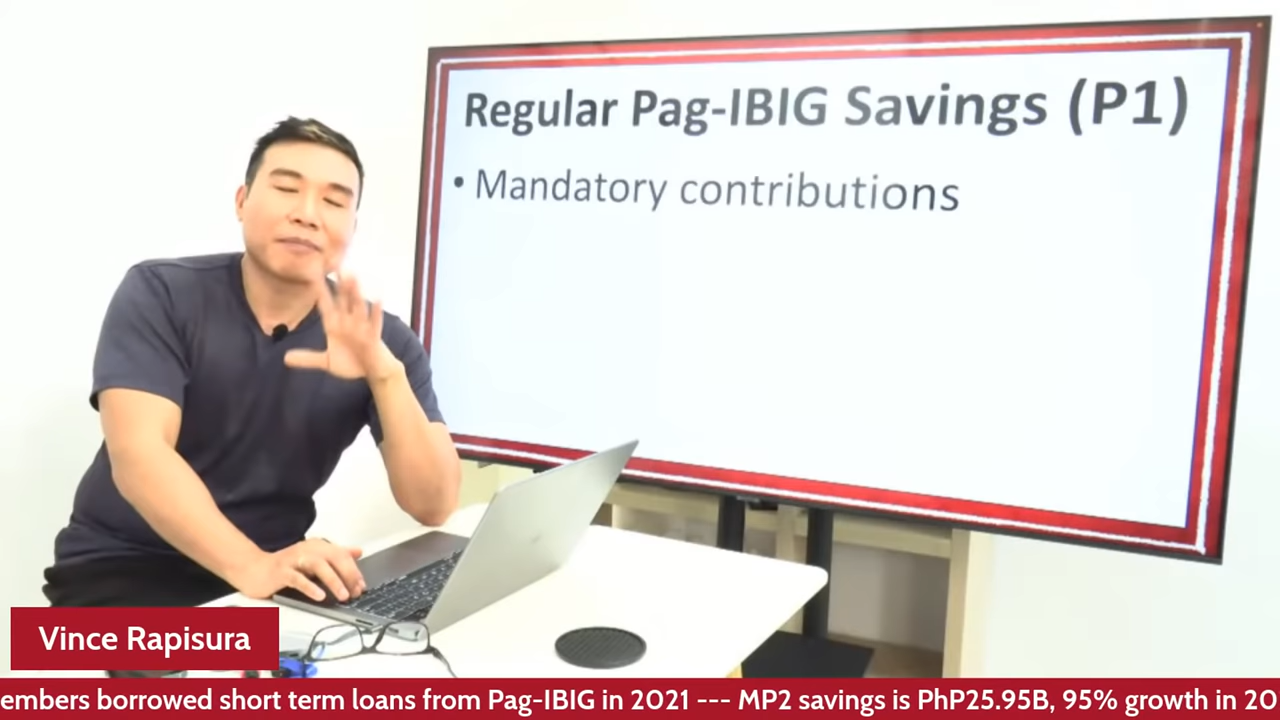 Regular Pag-IBIG Savings (P1)
• Mandatory contributions
Vince Rapisura
embers borrowed short term loans from Pag-IBIG in 2021 --- MP2 savings is PhP25.95B, 95% growth in 20